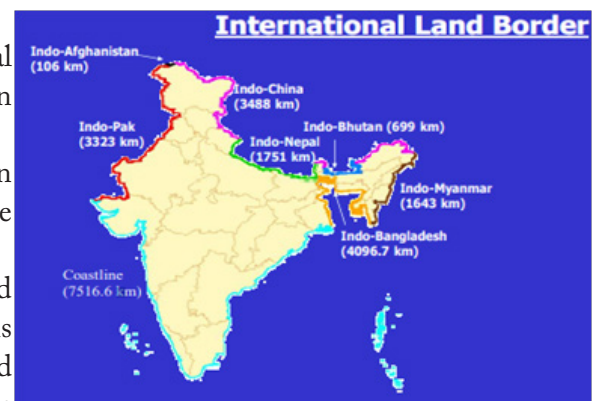 International Land Border
al
Indo-Afghanistan
(106 km)
n
Indo-China
(3488 km)
Indo-Pak
(3323 km)
Indo-Nepal
(1751 km)
Indo-Bhutan (699 km)
n
Indo-Myanmar
(1643 km)
e
Indo-Bangladesh
(4096.7 km)
Coastline
(7516.6 km)
d
s
d